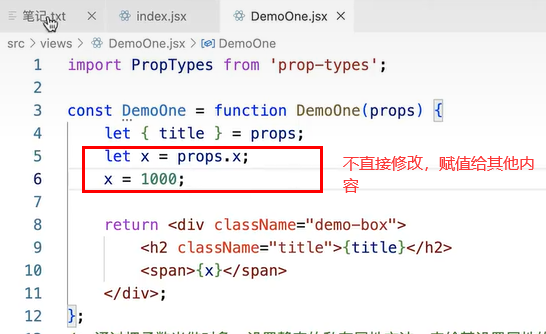 笔记.txt
index.jsx
DemoOne.jsx
src > views > DemoOne.jsx > DemoOne
1 import PropTypes from 'prop-types';
2
3 const DemoOne = function DemoOne(props) {
4 let { title } = props;
5 let x = props.x;
6 x = 1000;
不直接修改，赋值给其他内
容
7
8 return <div className="demo-box">
9 <h2 className="title">{title}</h2>
10 <span>{x}</span>
11 </div>;
12 };